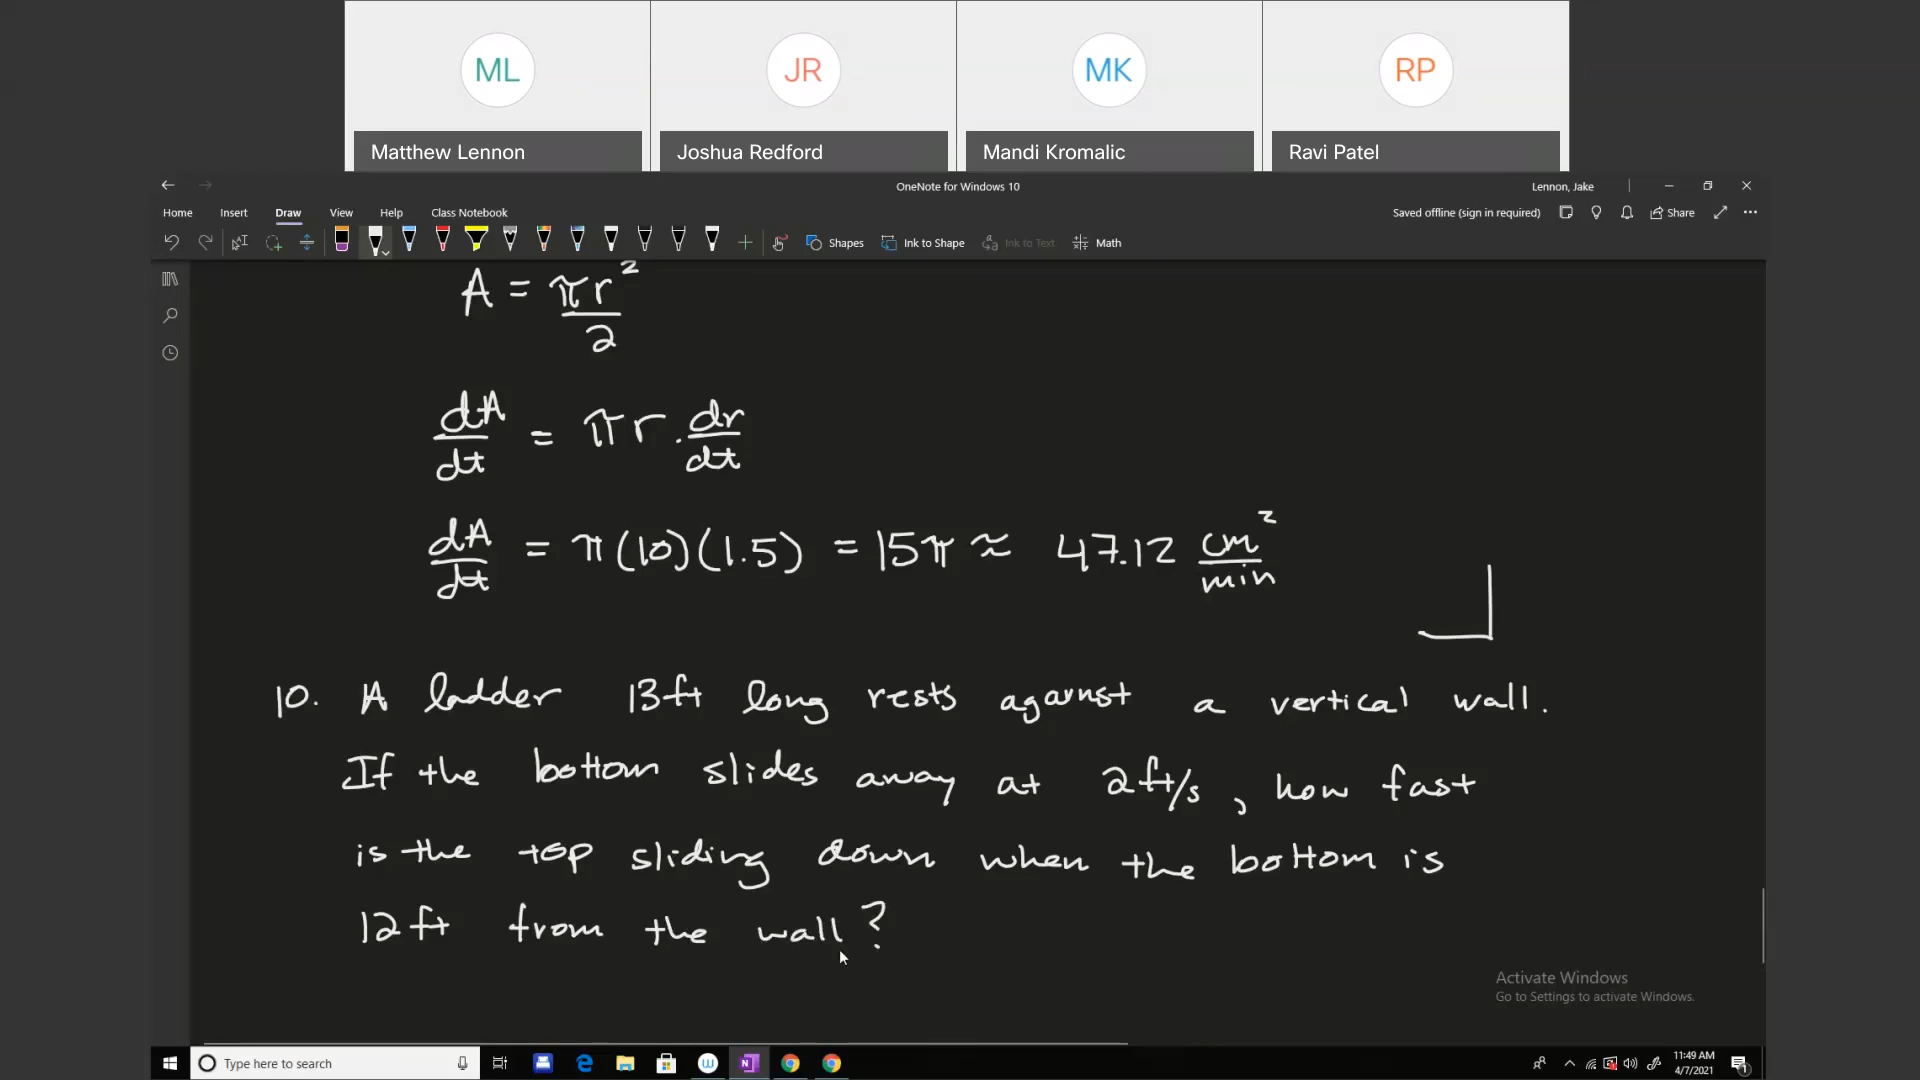 ML JR MK RP
Matthew Lennon Joshua Redford Mandi Kromalic Ravi Patel
OneNote for Windows 10 Lennon, Jake
Home Insert Draw View Help Class Notebook Saved offline (sign in required) Share
Shapes Ink to Shape Ink to Text Math
A = πr²/2
dA/dt = πr · dr/dt
dA/dt = π(10)(1.5) = 15π ≈ 47.12 cm²/min
10. A ladder 13ft long rests against a vertical wall.
If the bottom slides away at 2ft/s, how fast
is the top sliding down when the bottom is
12ft from the wall?
Activate Windows
Go to Settings to activate Windows.
Type here to search
11:49 AM
4/7/2021